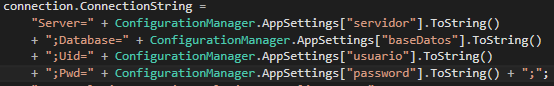 connection.ConnectionString =
"Server=" + ConfigurationManager.AppSettings["servidor"].ToString()
+ ";Database=" + ConfigurationManager.AppSettings["baseDatos"].ToString()
+ ";Uid=" + ConfigurationManager.AppSettings["usuario"].ToString()
+ ";Pwd=" + ConfigurationManager.AppSettings["password"].ToString() + ";";